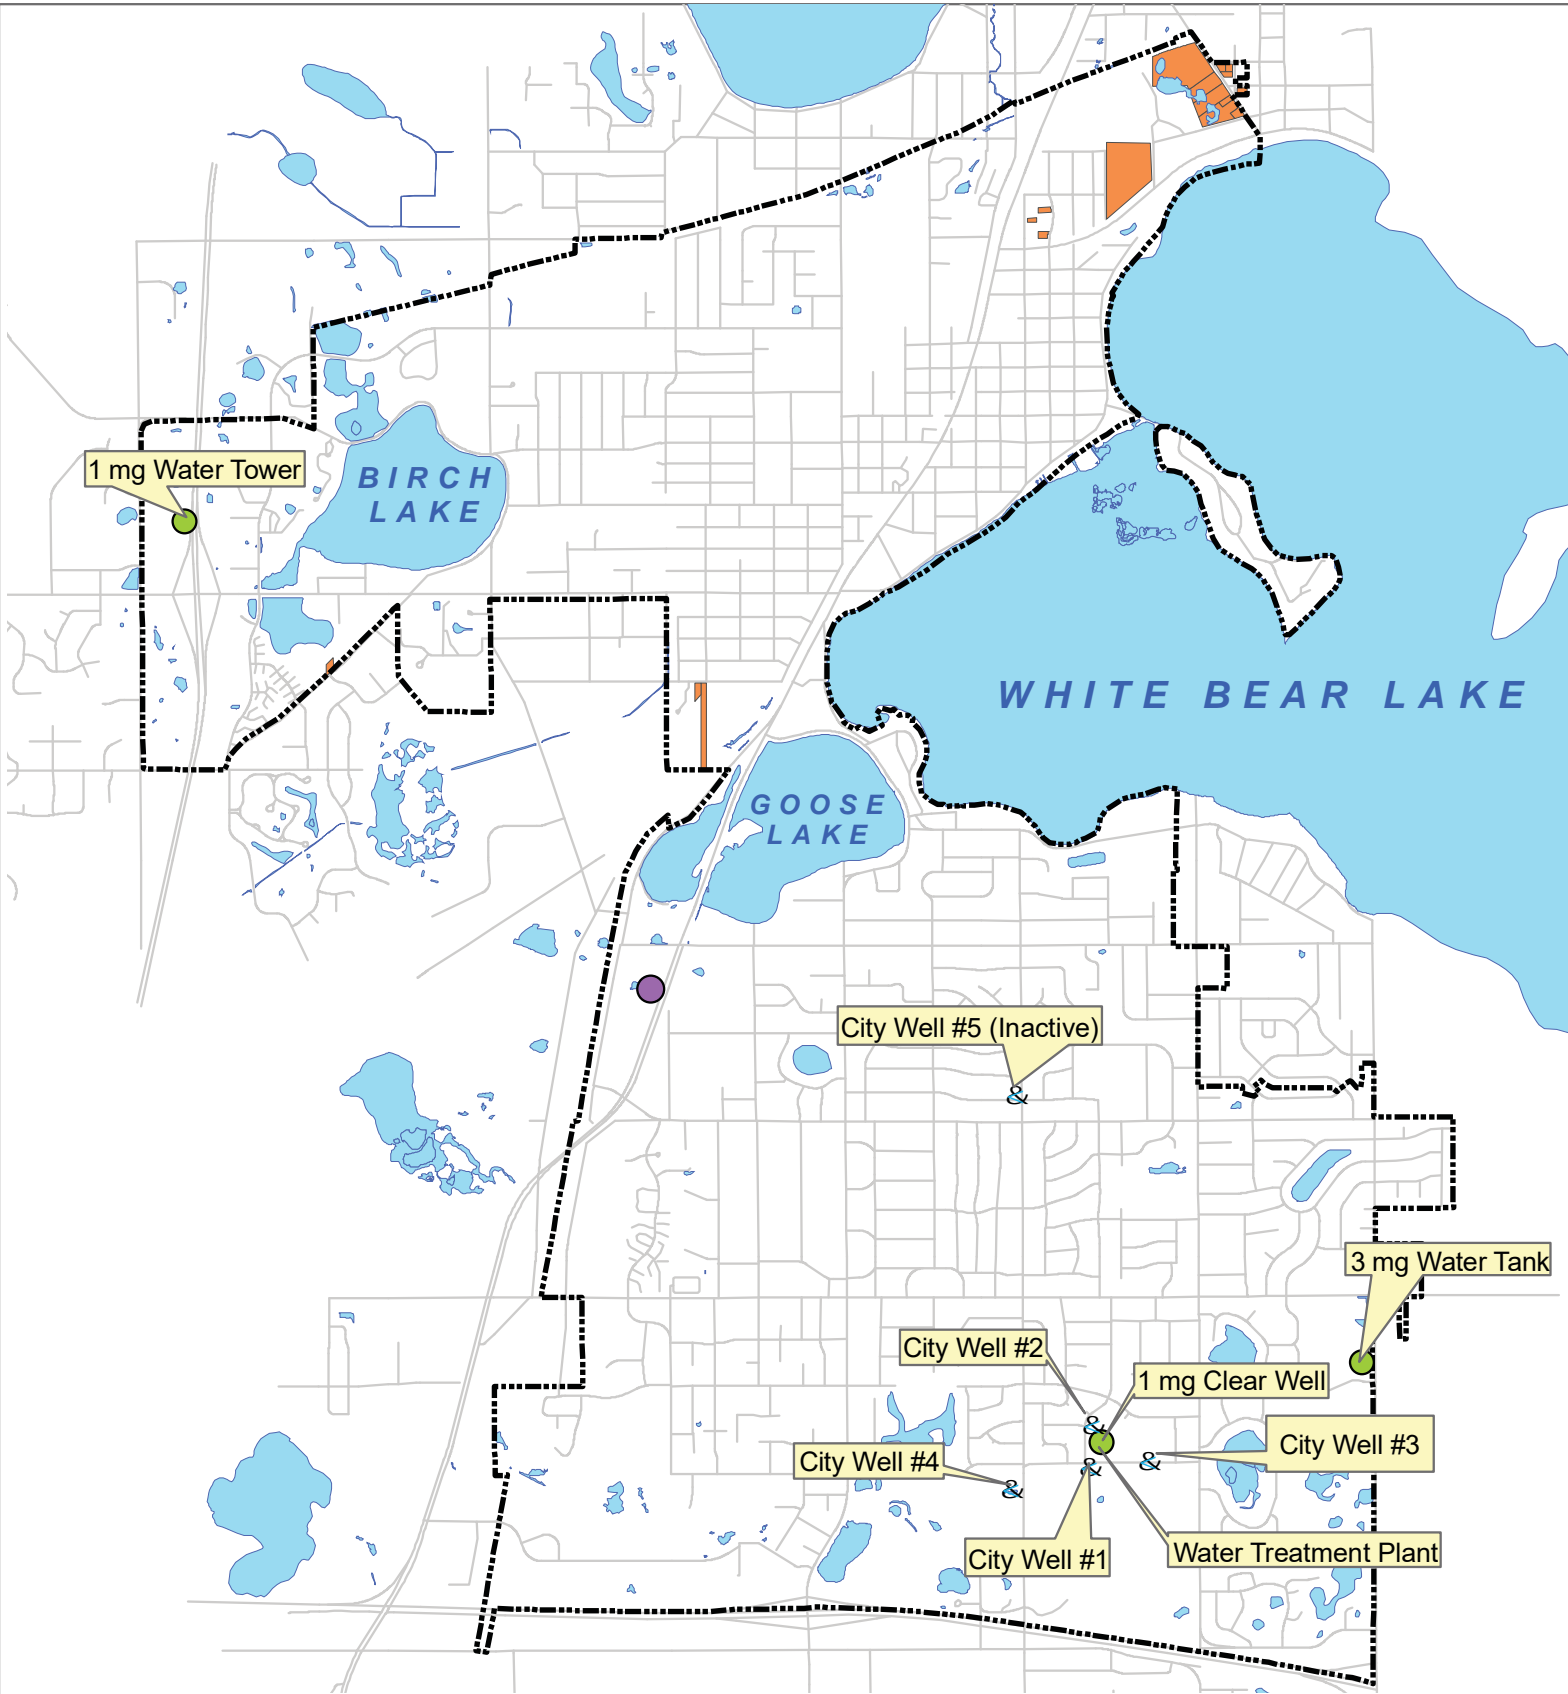 1 mg Water Tower
BIRCH
LAKE
WHITE BEAR LAKE
GOOSE
LAKE
City Well #5 (Inactive)
&
3 mg Water Tank
City Well #2
1 mg Clear Well
&
City Well #3
City Well #4
&
&
&
City Well #1
Water Treatment Plant